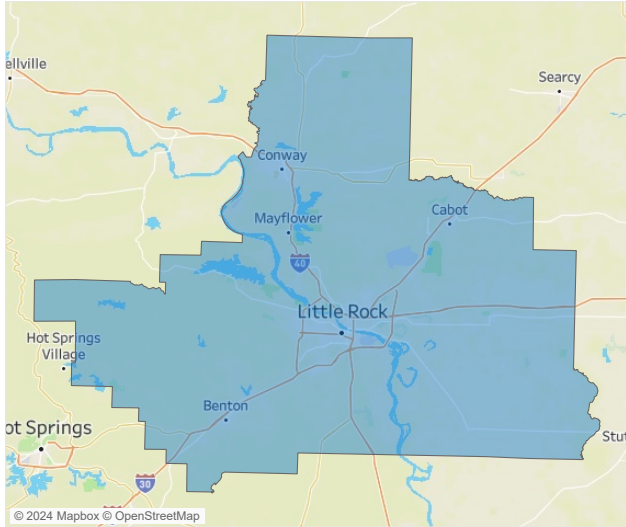 ellville
Searcy
Conway
Mayflower
Cabot
40
Little Rock
Hot Springs
Village
Benton
ot Springs
Stut
30
© 2024 Mapbox © OpenStreetMap